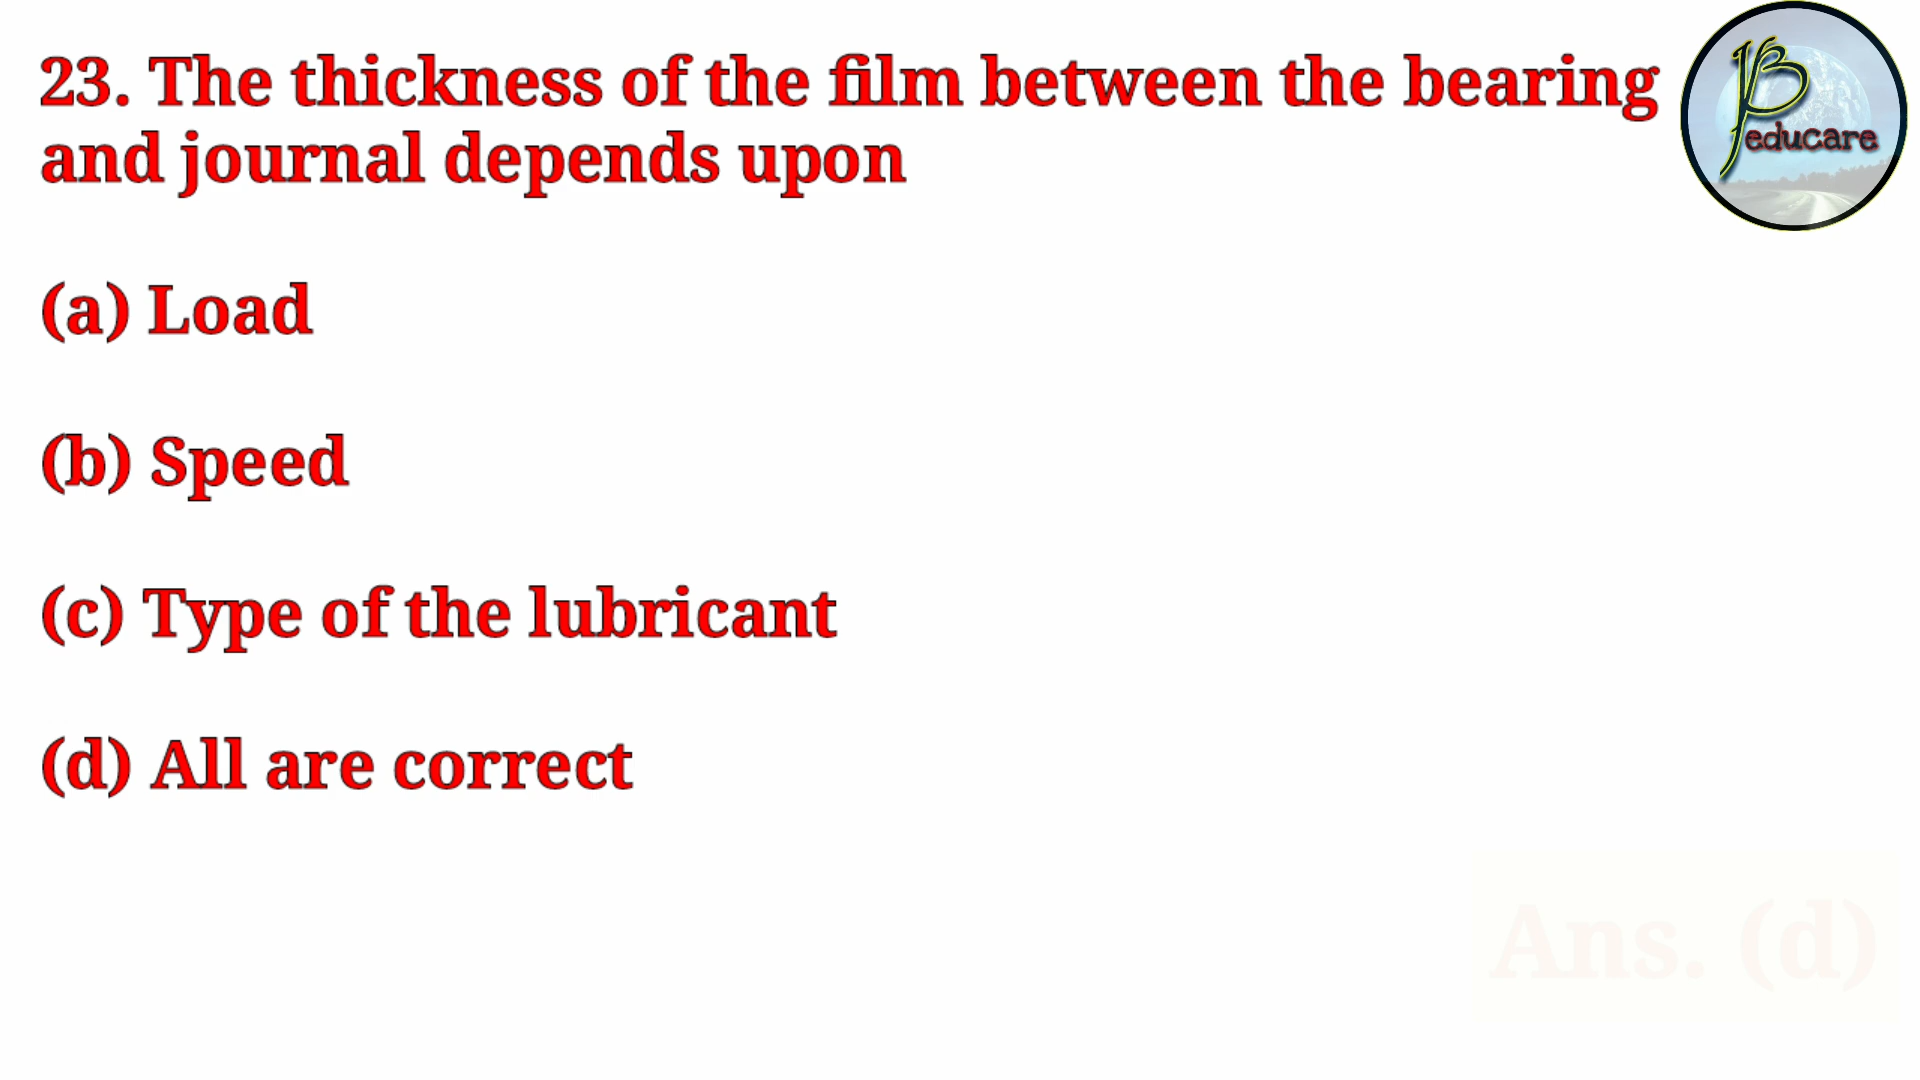 23. The thickness of the film between the bearing
and journal depends upon
(a) Load
(b) Speed
(c) Type of the lubricant
(d) All are correct
Ans. (d)
educare